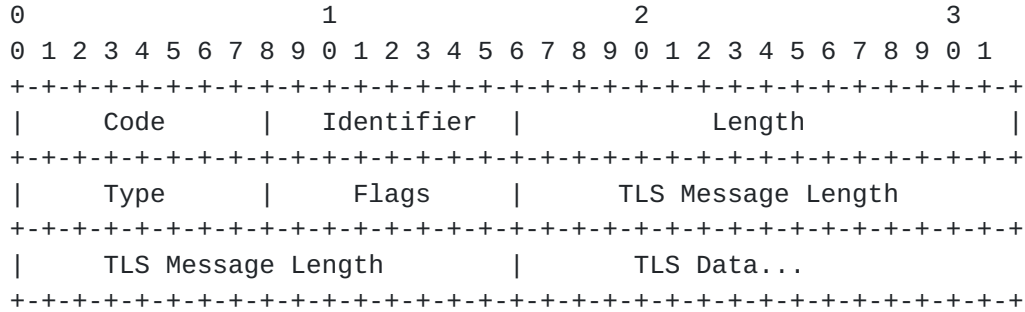 0                   1                   2                   3
0 1 2 3 4 5 6 7 8 9 0 1 2 3 4 5 6 7 8 9 0 1 2 3 4 5 6 7 8 9 0 1
+-+-+-+-+-+-+-+-+-+-+-+-+-+-+-+-+-+-+-+-+-+-+-+-+-+-+-+-+-+-+-+-+
|     Code      |   Identifier  |            Length             |
+-+-+-+-+-+-+-+-+-+-+-+-+-+-+-+-+-+-+-+-+-+-+-+-+-+-+-+-+-+-+-+-+
|     Type      |     Flags     |      TLS Message Length
+-+-+-+-+-+-+-+-+-+-+-+-+-+-+-+-+-+-+-+-+-+-+-+-+-+-+-+-+-+-+-+-+
|     TLS Message Length        |       TLS Data...
+-+-+-+-+-+-+-+-+-+-+-+-+-+-+-+-+-+-+-+-+-+-+-+-+-+-+-+-+-+-+-+-+